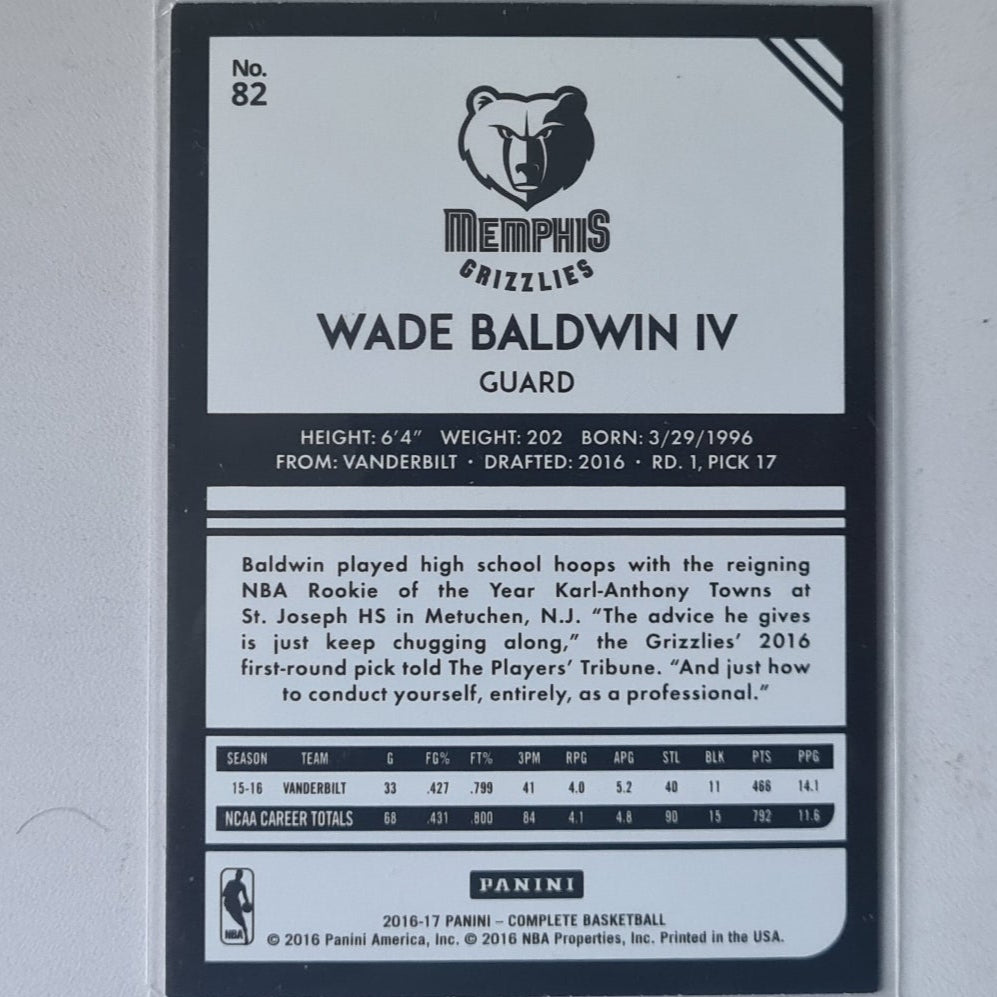 No.
82
MEMPHIS
GRIZZLIES
WADE BALDWIN IV
GUARD
HEIGHT: 6'4" WEIGHT: 202 BORN: 3/29/1996
FROM: VANDERBILT · DRAFTED: 2016 · RD. 1, PICK 17
Baldwin played high school hoops with the reigning
NBA Rookie of the Year Karl-Anthony Towns at
St. Joseph HS in Metuchen, N.J. “The advice he gives
is just keep chugging along,” the Grizzlies’ 2016
first-round pick told The Players’ Tribune. “And just how
to conduct yourself, entirely, as a professional.”
SEASON TEAM G FG% FT% 3PM RPG APG STL BLK PTS PPG
15-16 VANDERBILT 33 .427 .799 41 4.0 5.2 40 11 466 14.1
NCAA CAREER TOTALS 68 .431 .800 84 4.1 4.8 90 15 792 11.6
PANINI
NBA
2016-17 PANINI – COMPLETE BASKETBALL
© 2016 Panini America, Inc. © 2016 NBA Properties, Inc. Printed in the USA.